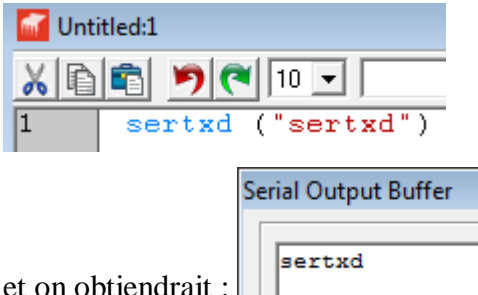 Untitled:1
10
1 sertxd ("sertxd")
Serial Output Buffer
sertxd
et on obtiendrait :